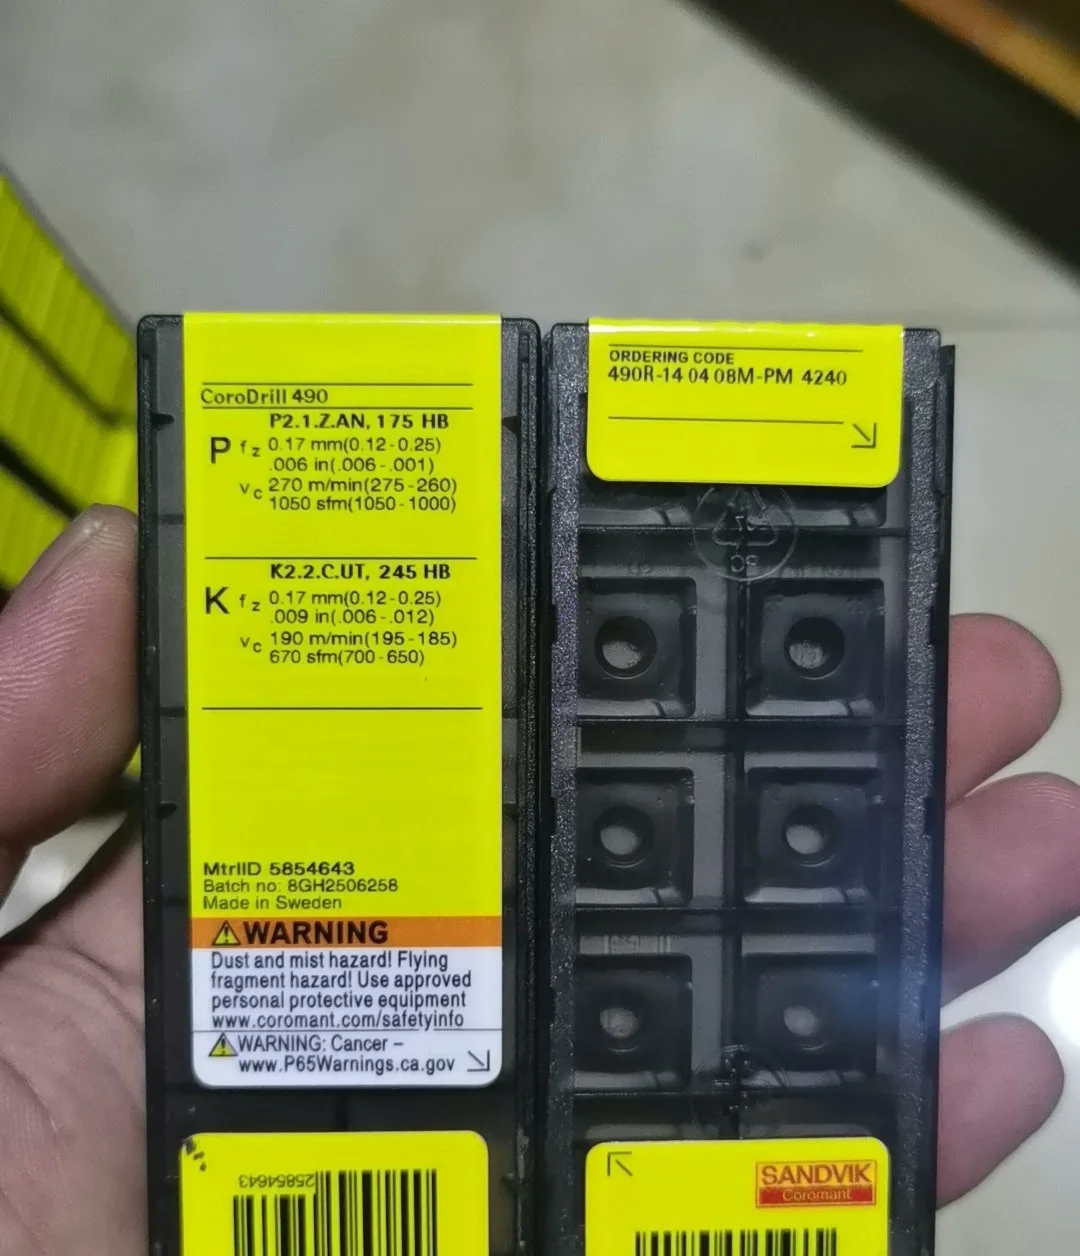 CoroDrill 490
P2.1.Z.AN, 175 HB
P fz 0.17 mm(0.12-0.25)
.006 in(.006-.001)
vc 270 m/min(275-260)
1050 sfm(1050-1000)
K2.2.C.UT, 245 HB
K fz 0.17 mm(0.12-0.25)
.009 in(.006-.012)
vc 190 m/min(195-185)
670 sfm(700-650)
MtrlID 5854643
Batch no: 8GH2506258
Made in Sweden
WARNING
Dust and mist hazard! Flying
fragment hazard! Use approved
personal protective equipment
www.coromant.com/safetyinfo
WARNING: Cancer –
www.P65Warnings.ca.gov
25854643
ORDERING CODE
490R-14 04 08M-PM 4240
PC
SANDVIK
Coromant